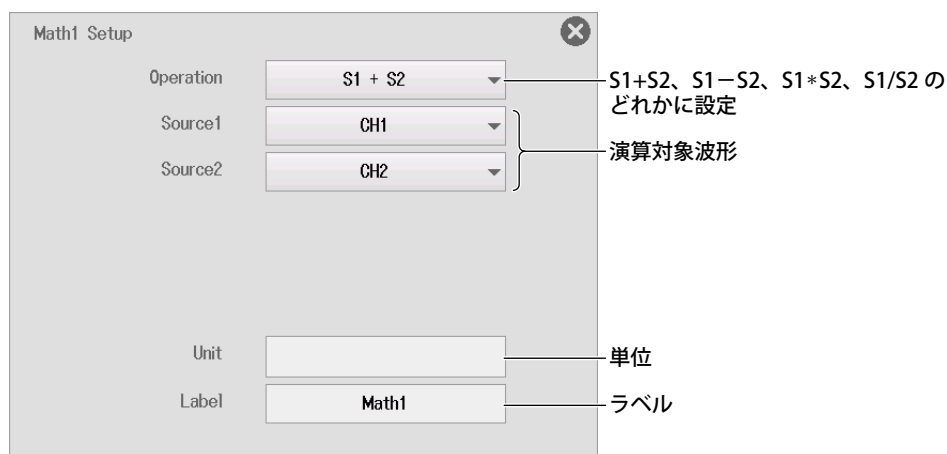 Math1 Setup
Operation
S1 + S2
S1+S2、S1−S2、S1*S2、S1/S2 の
どれかに設定
Source1
CH1
演算対象波形
Source2
CH2
Unit
単位
Label
Math1
ラベル